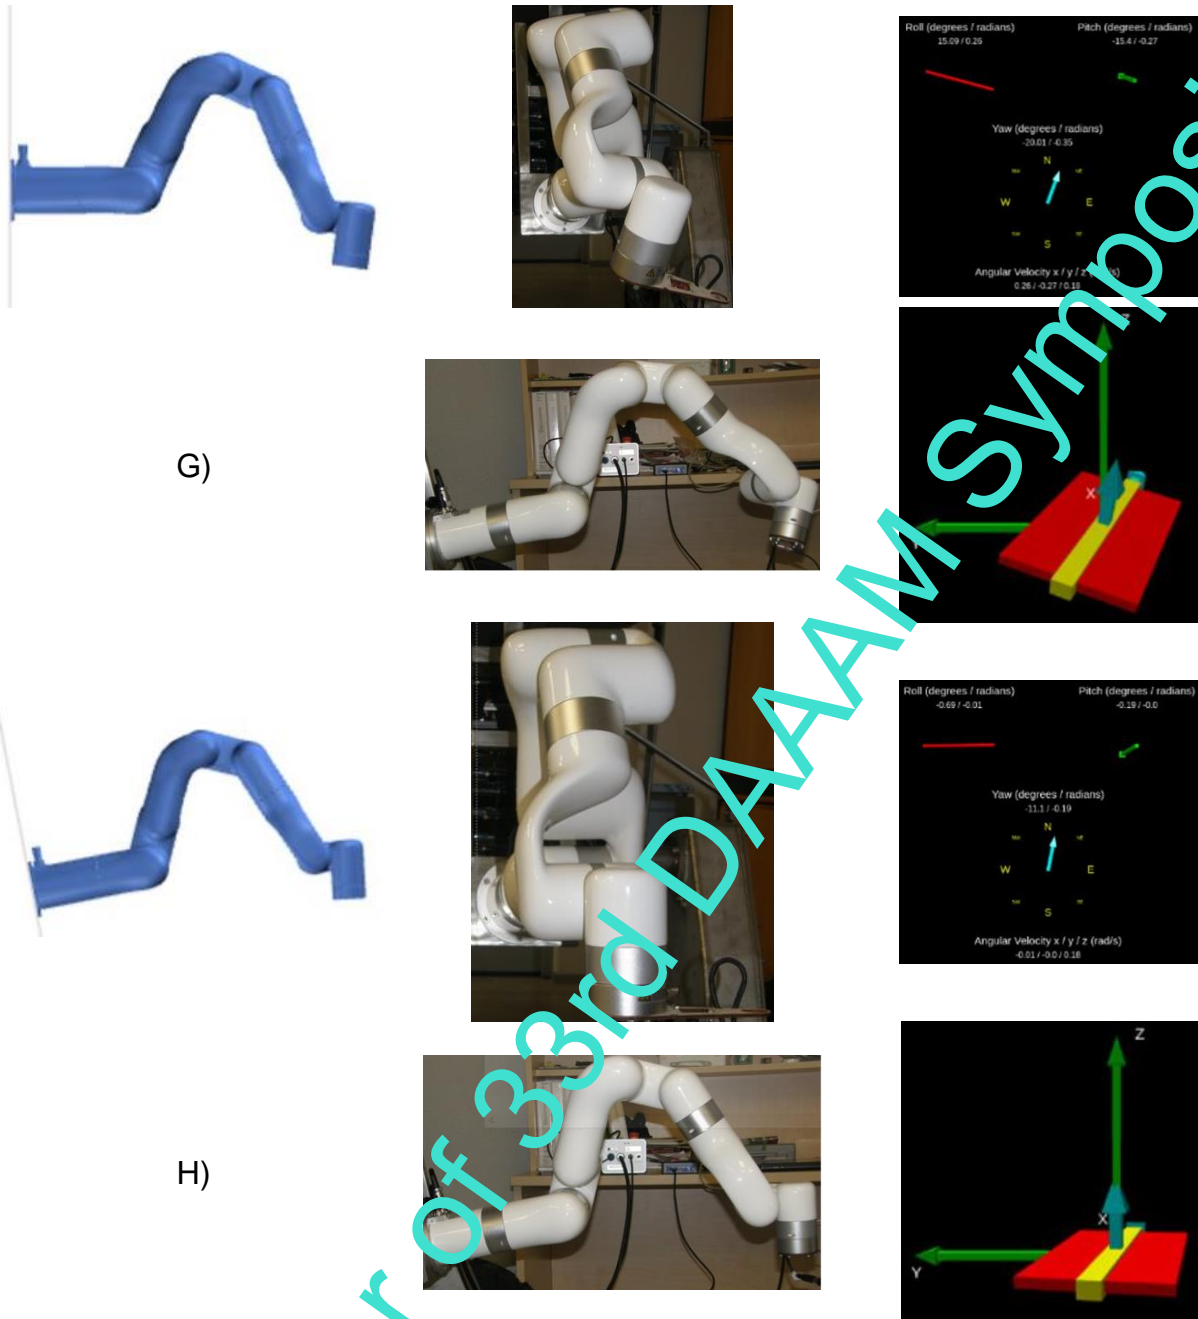 Roll (degrees / radians)
15.09 / 0.26
Pitch (degrees / radians)
-15.4 / -0.27
Yaw (degrees / radians)
-20.01 / -0.35
N
W
E
S
Angular Velocity x / y / z
0.26 / -0.27 / 0.18
G)
X
Roll (degrees / radians)
-0.69 / -0.01
Pitch (degrees / radians)
-0.19 / -0.0
Yaw (degrees / radians)
-11.1 / -0.19
N
W
E
S
Angular Velocity x / y / z (rad/s)
-0.01 / -0.0 / 0.18
H)
Z
X
Y
r of 33rd DAAAM Symposi